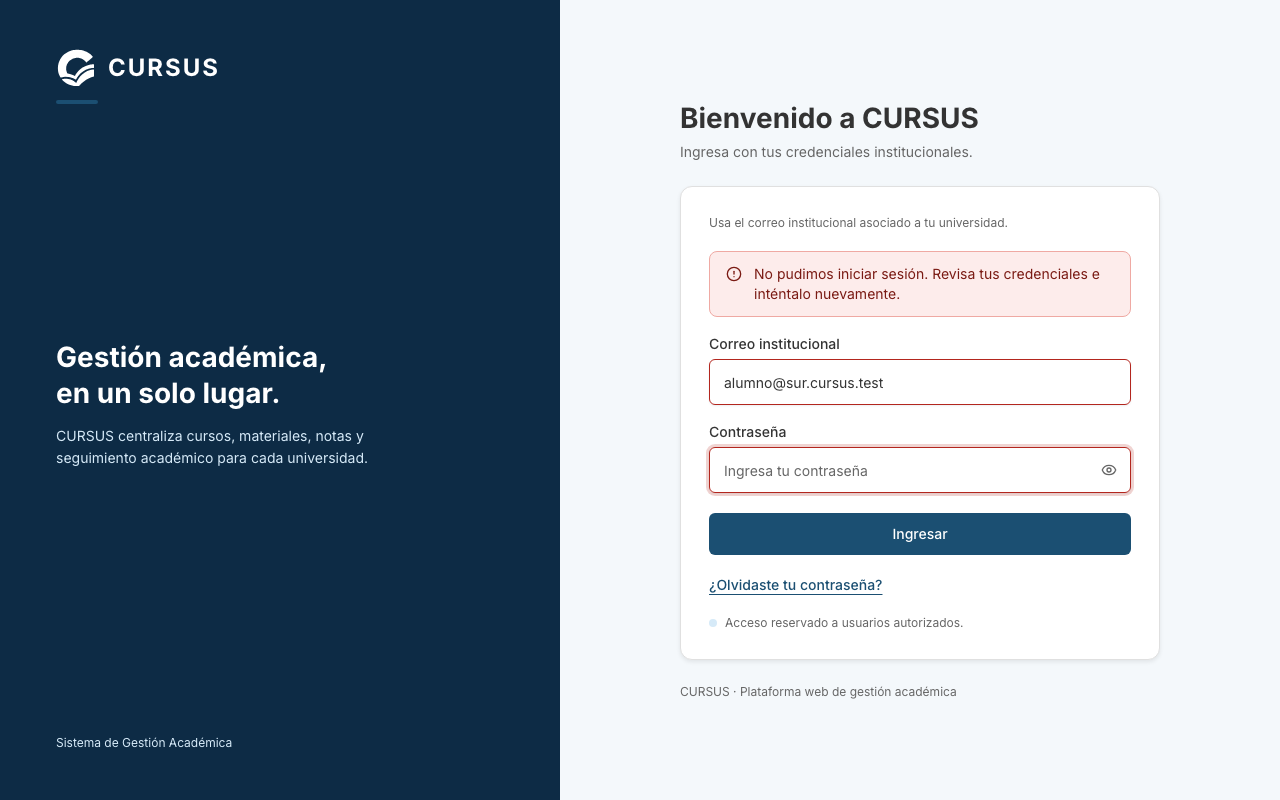 CURSUS
Gestión académica,
en un solo lugar.
CURSUS centraliza cursos, materiales, notas y
seguimiento académico para cada universidad.
Sistema de Gestión Académica
Bienvenido a CURSUS
Ingresa con tus credenciales institucionales.
Usa el correo institucional asociado a tu universidad.
No pudimos iniciar sesión. Revisa tus credenciales e
inténtalo nuevamente.
Correo institucional
alumno@sur.cursus.test
Contraseña
Ingresa tu contraseña
Ingresar
¿Olvidaste tu contraseña?
Acceso reservado a usuarios autorizados.
CURSUS · Plataforma web de gestión académica